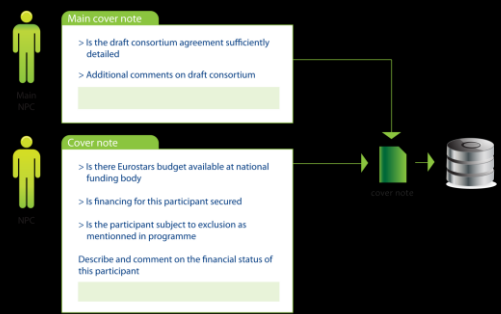 Main cover note
> Is the draft consortium agreement sufficiently
detailed
> Additional comments on draft consortium
Main
NPC
Cover note
> Is there Eurostars budget available at national
funding body
> Is financing for this participant secured
> Is the participant subject to exclusion as
mentionned in programme
Describe and comment on the financial status of
this participant
NPC
cover note